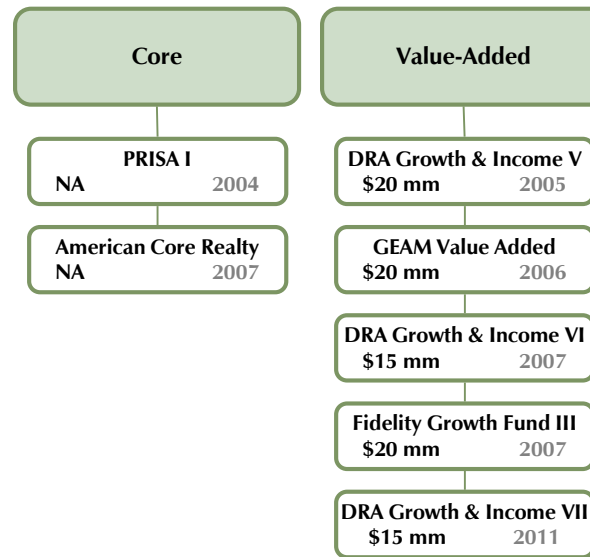 Core
PRISA I
NA 2004
American Core Realty
NA 2007
Value-Added
DRA Growth & Income V
$20 mm 2005
GEAM Value Added
$20 mm 2006
DRA Growth & Income VI
$15 mm 2007
Fidelity Growth Fund III
$20 mm 2007
DRA Growth & Income VII
$15 mm 2011